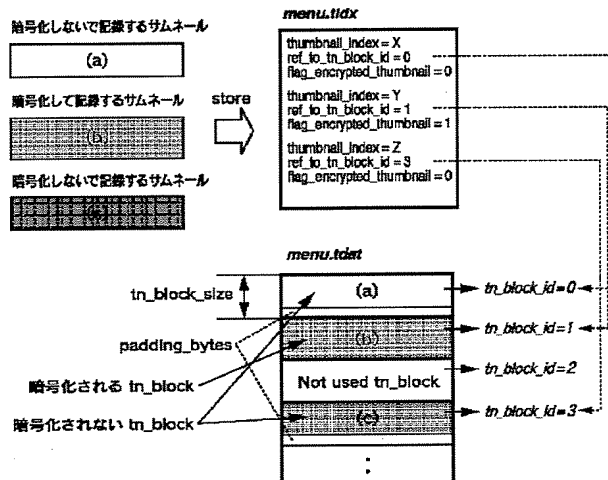 暗号化しないで記録するサムネール
(a)
暗号化して記録するサムネール
(b)
暗号化しないで記録するサムネール
store
menu.tidx
thumbnail_index = X
ref_to_tn_block_id = 0
flag_encrypted_thumbnail = 0
thumbnail_index = Y
ref_to_tn_block_id = 1
flag_encrypted_thumbnail = 1
thumbnail_index = Z
ref_to_tn_block_id = 3
flag_encrypted_thumbnail = 0
menu.tdat
tn_block_size
padding_bytes
暗号化される tn_block
暗号化されない tn_block
(a)
(b)
Not used tn_block
(c)
:
tn_block_id=0
tn_block_id=1
tn_block_id=2
tn_block_id=3